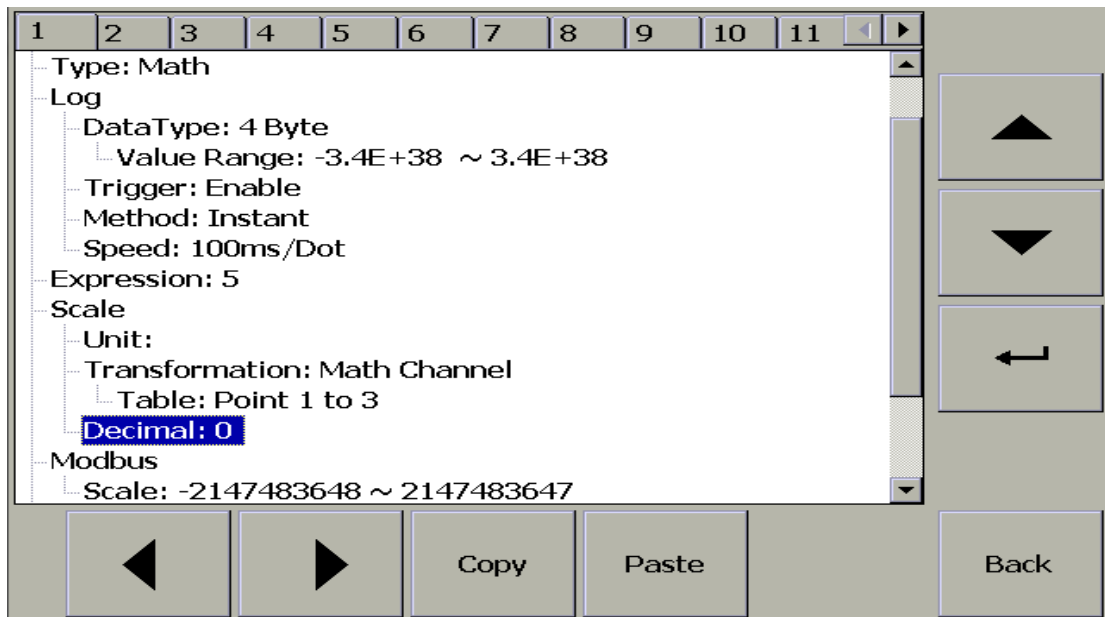 1 2 3 4 5 6 7 8 9 10 11
Type: Math
Log
DataType: 4 Byte
Value Range: -3.4E+38 ~ 3.4E+38
Trigger: Enable
Method: Instant
Speed: 100ms/Dot
Expression: 5
Scale
Unit:
Transformation: Math Channel
Table: Point 1 to 3
Decimal: 0
Modbus
Scale: -2147483648 ~ 2147483647
Copy Paste Back